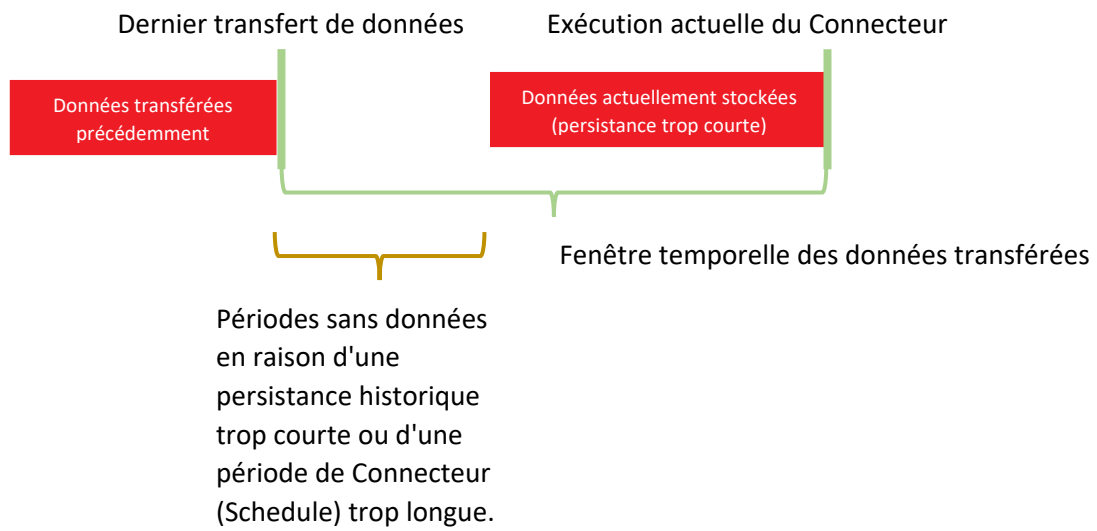 Dernier transfert de données
Exécution actuelle du Connecteur
Données transférées
précédemment
Données actuellement stockées
(persistance trop courte)
Fenêtre temporelle des données transférées
Périodes sans données
en raison d'une
persistance historique
trop courte ou d'une
période de Connecteur
(Schedule) trop longue.